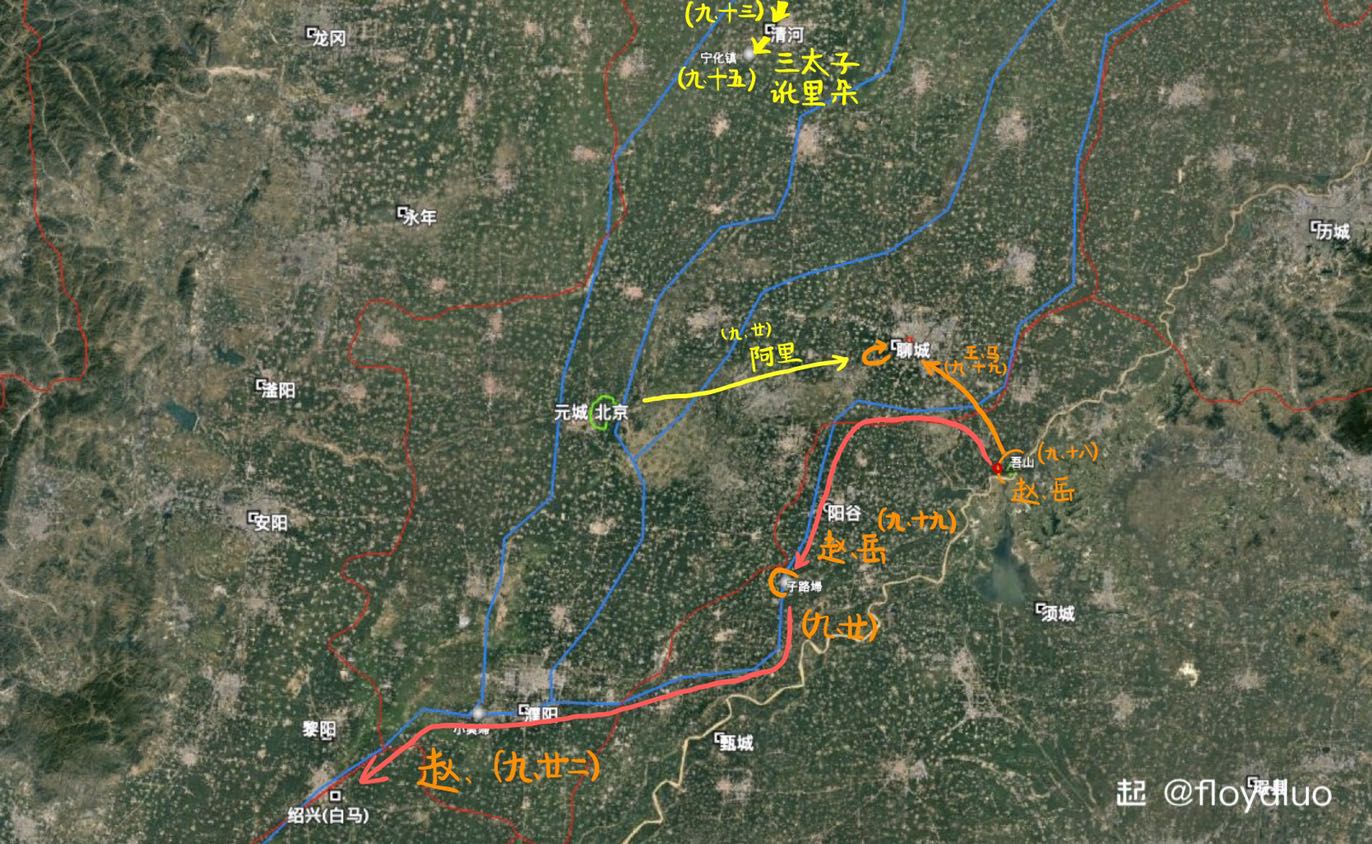 (九、十三)
清河
龙冈
宁化镇
(九、十五)
三太子
讹里朵
永年
历城
(九、廿)
阿里
聊城
王、马
(九、十九)
滏阳
元城
北京
吾山
(九、十八)
赵、岳
安阳
阳谷
(九、十九)
赵、岳
子路埽
须城
(九、廿)
濮阳
黎阳
甄城
赵、(九、廿二)
绍兴(白马)
起 @floydluo